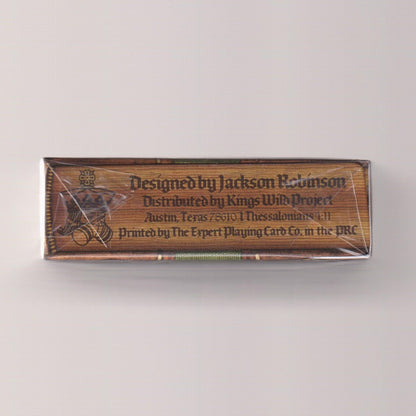 Designed by Jackson Robinson
Distributed by Kings Wild Project
Austin, Texas 78610 1 Thessalonians 4:11
Printed by The Expert Playing Card Co. in the PRC